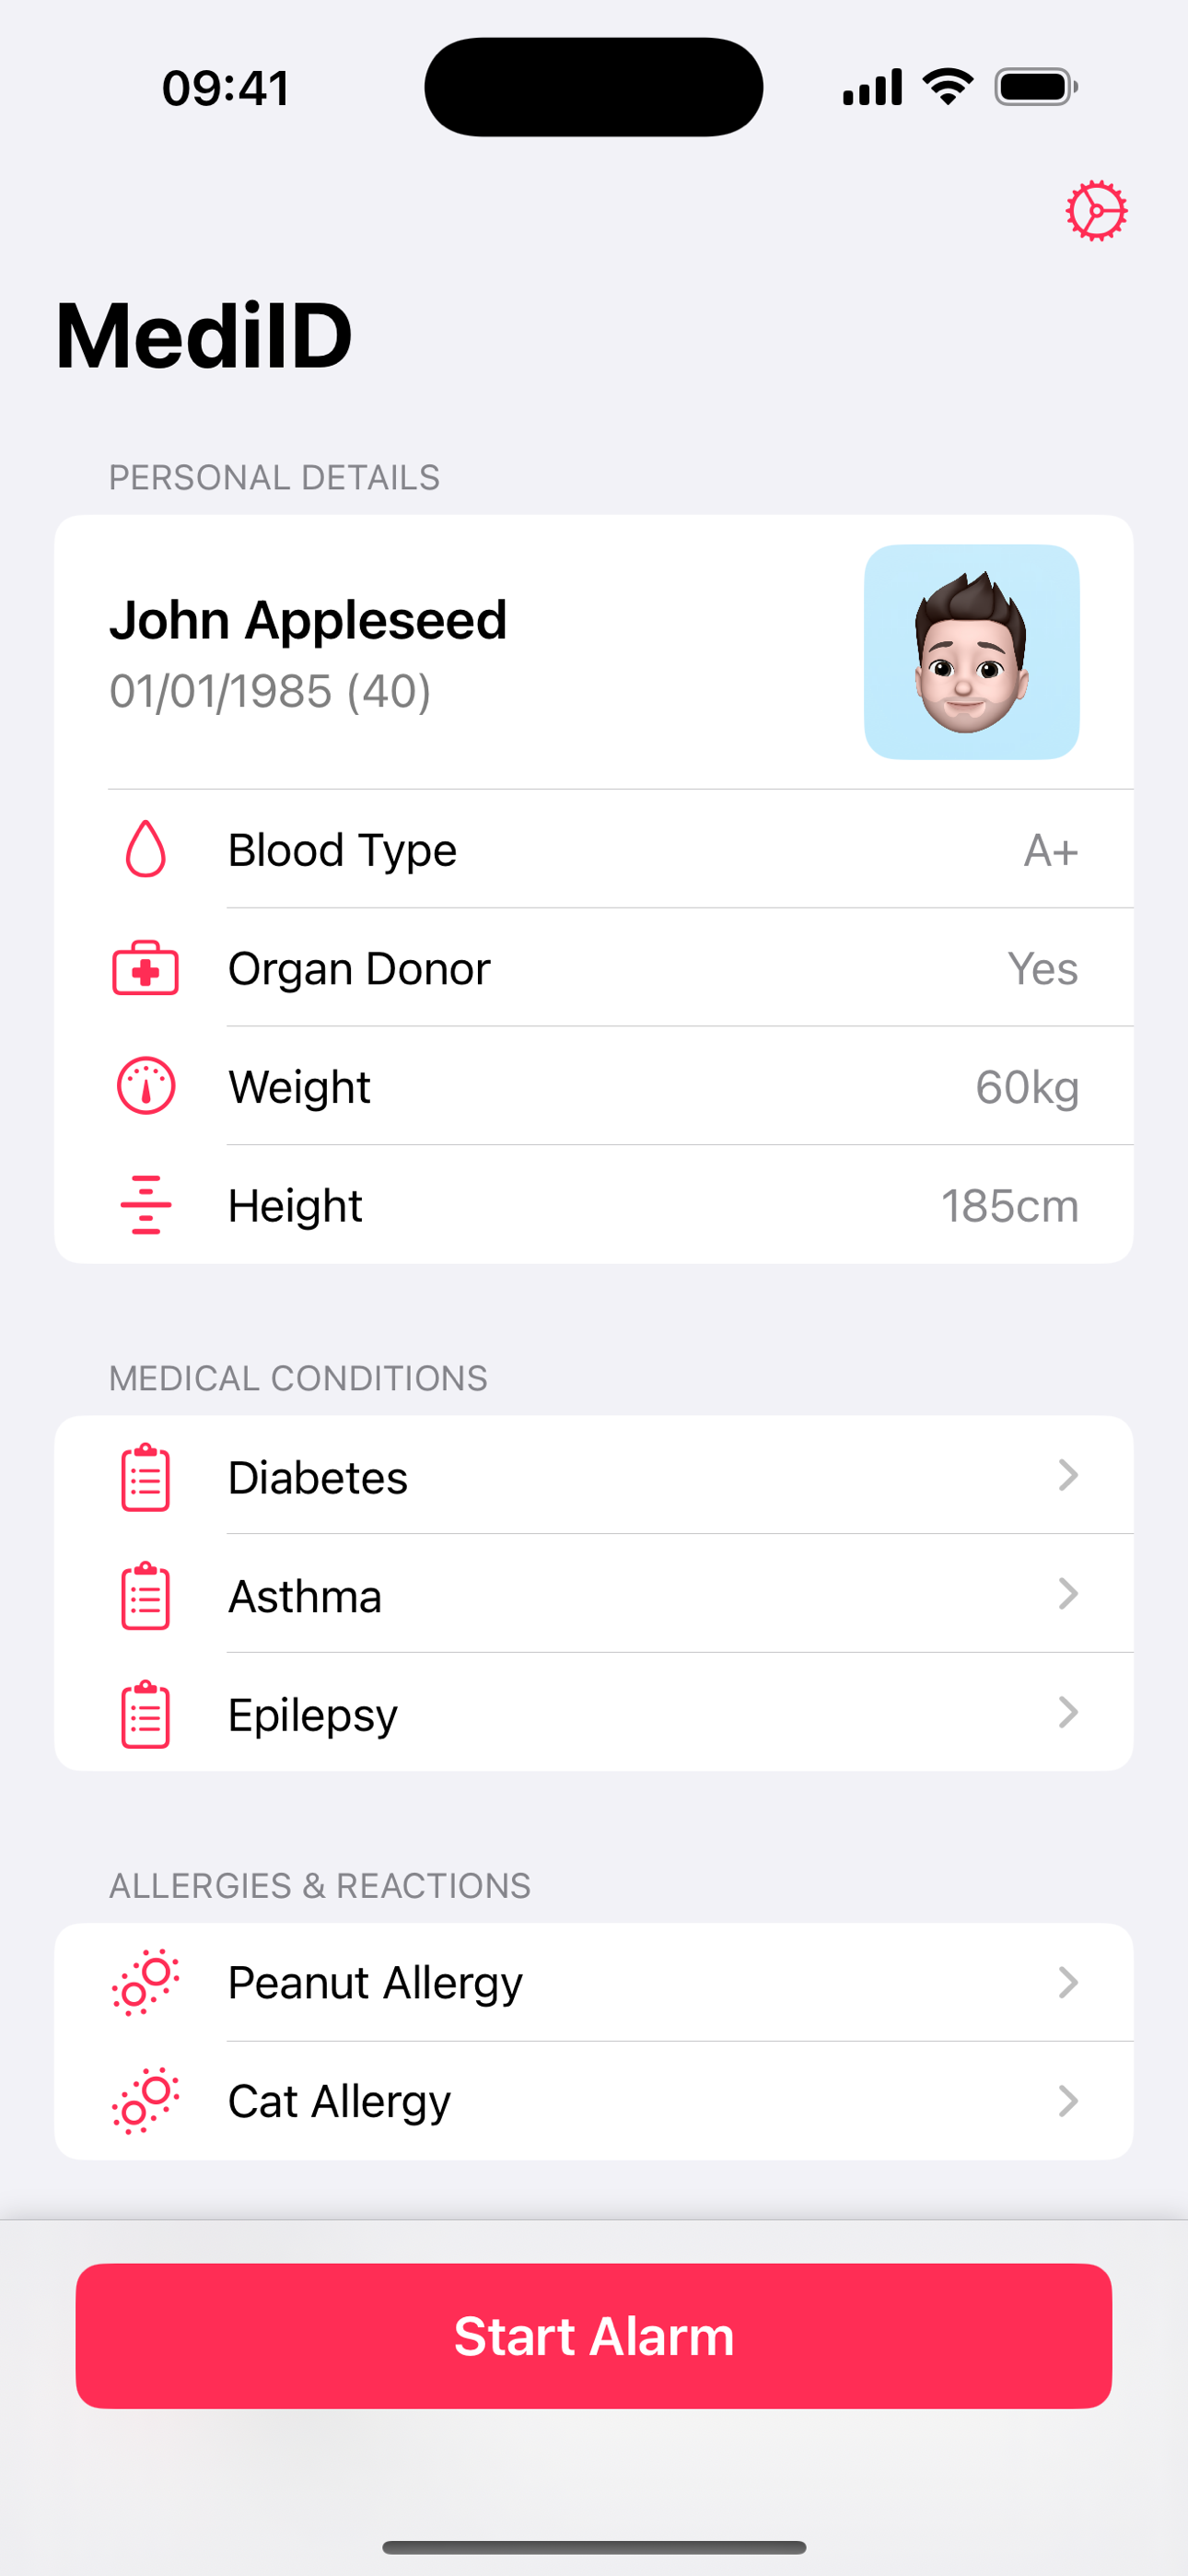 09:41
MediID
PERSONAL DETAILS
John Appleseed
01/01/1985 (40)
Blood Type A+
Organ Donor Yes
Weight 60kg
Height 185cm
MEDICAL CONDITIONS
Diabetes
Asthma
Epilepsy
ALLERGIES & REACTIONS
Peanut Allergy
Cat Allergy
Start Alarm